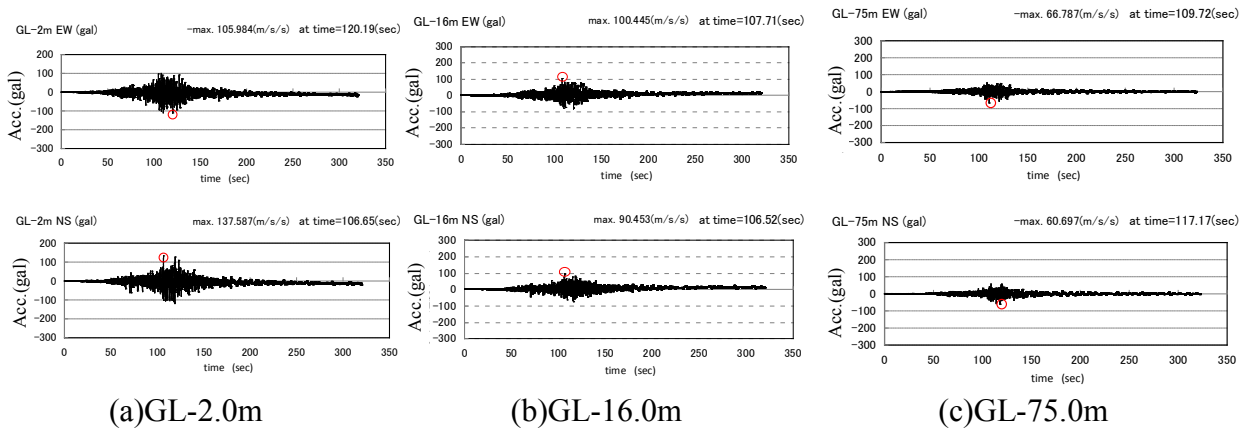 GL-2m EW (gal) -max. 105.984(m/s/s) at time=120.19(sec)
Acc.(gal)
200
100
0
-100
-200
-300
0 50 100 150 200 250 300 350
time (sec)
GL-16m EW (gal) max. 100.445(m/s/s) at time=107.71(sec)
Acc.(gal)
300
200
100
0
-100
-200
-300
0 50 100 150 200 250 300 350
time (sec)
GL-75m EW (gal) -max. 66.787(m/s/s) at time=109.72(sec)
Acc.(gal)
300
200
100
0
-100
-200
-300
0 50 100 150 200 250 300 350
time (sec)
GL-2m NS (gal) max. 137.587(m/s/s) at time=106.65(sec)
Acc.(gal)
200
100
0
-100
-200
-300
0 50 100 150 200 250 300 350
time (sec)
GL-16m NS (gal) max. 90.453(m/s/s) at time=106.52(sec)
Acc.(gal)
300
200
100
0
-100
-200
-300
0 50 100 150 200 250 300 350
time (sec)
GL-75m NS (gal) -max. 60.697(m/s/s) at time=117.17(sec)
Acc.(gal)
300
200
100
0
-100
-200
-300
0 50 100 150 200 250 300 350
time (sec)
(a)GL-2.0m
(b)GL-16.0m
(c)GL-75.0m